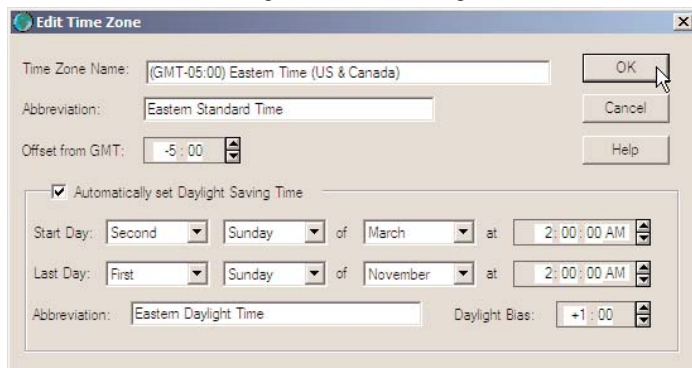 Edit Time Zone
Time Zone Name: (GMT-05:00) Eastern Time (US & Canada) OK
Abbreviation: Eastern Standard Time Cancel
Offset from GMT: -5 : 00 Help
Automatically set Daylight Saving Time
Start Day: Second Sunday of March at 2 : 00 : 00 AM
Last Day: First Sunday of November at 2 : 00 : 00 AM
Abbreviation: Eastern Daylight Time Daylight Bias: +1 : 00